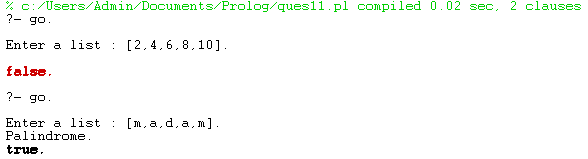 % c:/Users/Admin/Documents/Prolog/ques11.pl compiled 0.02 sec, 2 clauses
?- go.
Enter a list : [2,4,6,8,10].
false.
?- go.
Enter a list : [m,a,d,a,m].
Palindrome.
true.